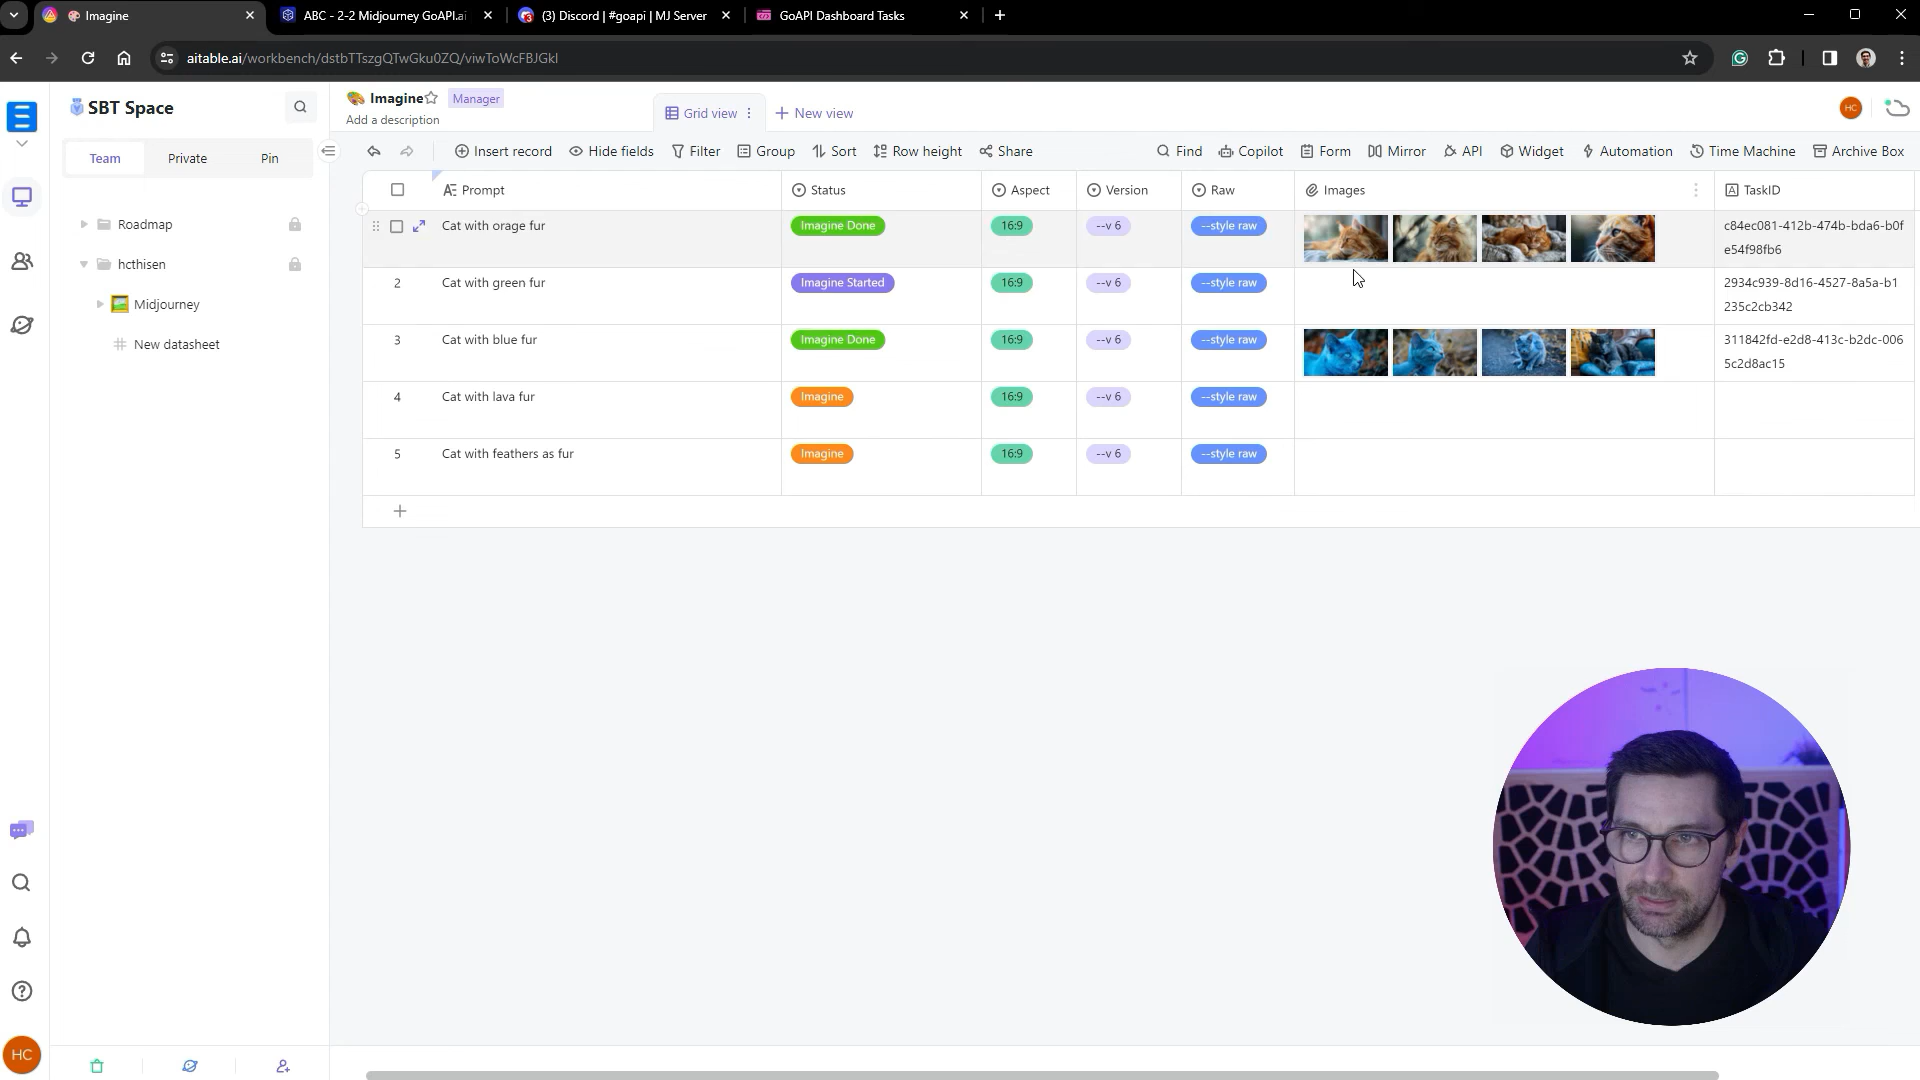 Imagine
ABC - 2-2 Midjourney GoAPI.ai
(3) Discord | #goapi | MJ Server
GoAPI Dashboard Tasks
aitable.ai/workbench/dstbTTszgQTwGku0ZQ/viwToWcFBJGkl
SBT Space
Team
Private
Pin
Roadmap
hcthisen
Midjourney
New datasheet
HC
Imagine
Manager
Add a description
Grid view
New view
HC
Insert record
Hide fields
Filter
Group
Sort
Row height
Share
Find
Copilot
Form
Mirror
API
Widget
Automation
Time Machine
Archive Box
Prompt
Status
Aspect
Version
Raw
Images
TaskID
Cat with orage fur
Imagine Done
16:9
--v 6
--style raw
c84ec081-412b-474b-bda6-b0f
e54f98fb6
2
Cat with green fur
Imagine Started
16:9
--v 6
--style raw
2934c939-8d16-4527-8a5a-b1
235c2cb342
3
Cat with blue fur
Imagine Done
16:9
--v 6
--style raw
311842fd-e2d8-413c-b2dc-006
5c2d8ac15
4
Cat with lava fur
Imagine
16:9
--v 6
--style raw
5
Cat with feathers as fur
Imagine
16:9
--v 6
--style raw